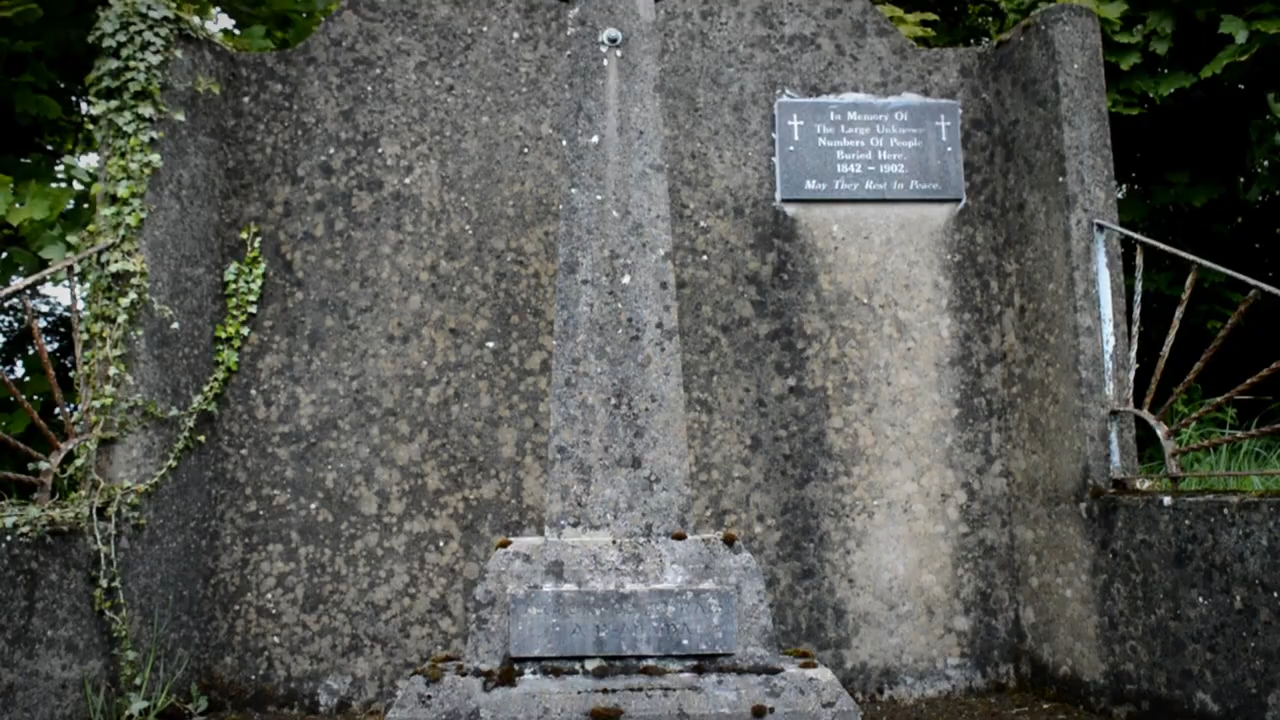 In Memory Of
The Large Unknown
Numbers Of People
Buried Here.
1842 - 1902.
May They Rest In Peace.